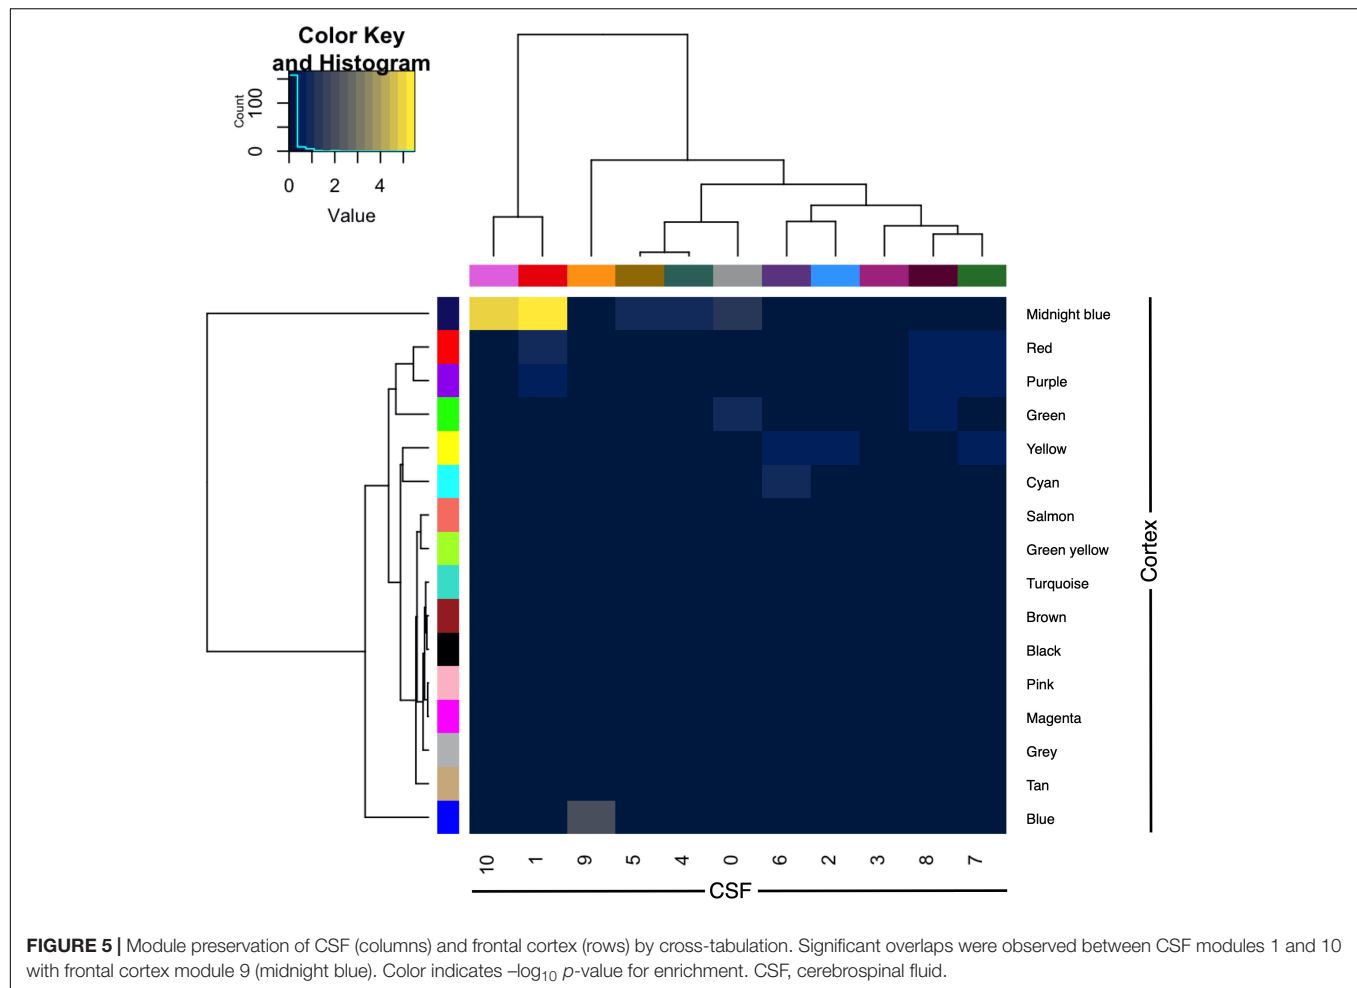 Color Key
and Histogram
Count
0 100
0 2 4
Value
Midnight blue
Red
Purple
Green
Yellow
Cyan
Salmon
Green yellow
Turquoise
Brown
Black
Pink
Magenta
Grey
Tan
Blue
Cortex
10 1 9 5 4 0 6 2 3 8 7
CSF
FIGURE 5 | Module preservation of CSF (columns) and frontal cortex (rows) by cross-tabulation. Significant overlaps were observed between CSF modules 1 and 10
with frontal cortex module 9 (midnight blue). Color indicates –log10 p-value for enrichment. CSF, cerebrospinal fluid.